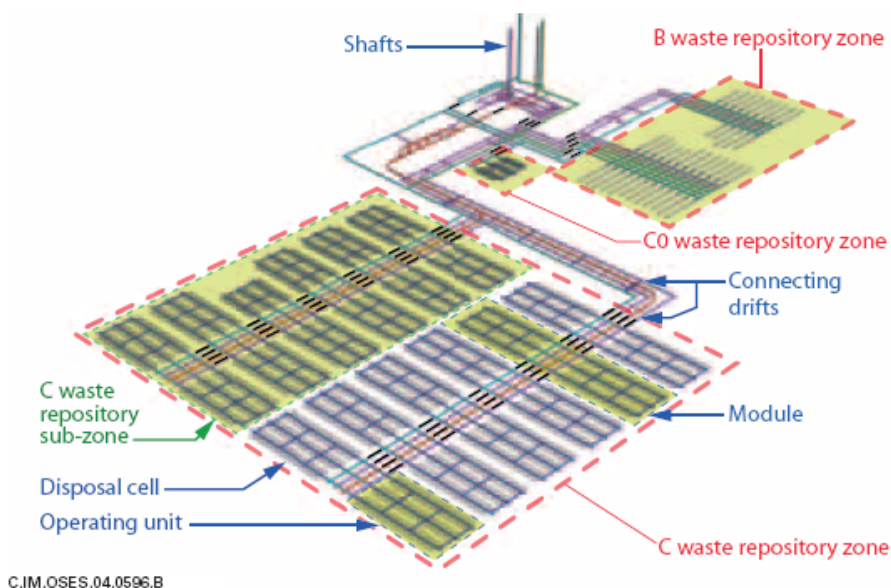 Shafts
B waste repository zone
C0 waste repository zone
Connecting
drifts
C waste
repository
sub-zone
Module
Disposal cell
Operating unit
C waste repository zone
C.IM.OSES.04.0596.B